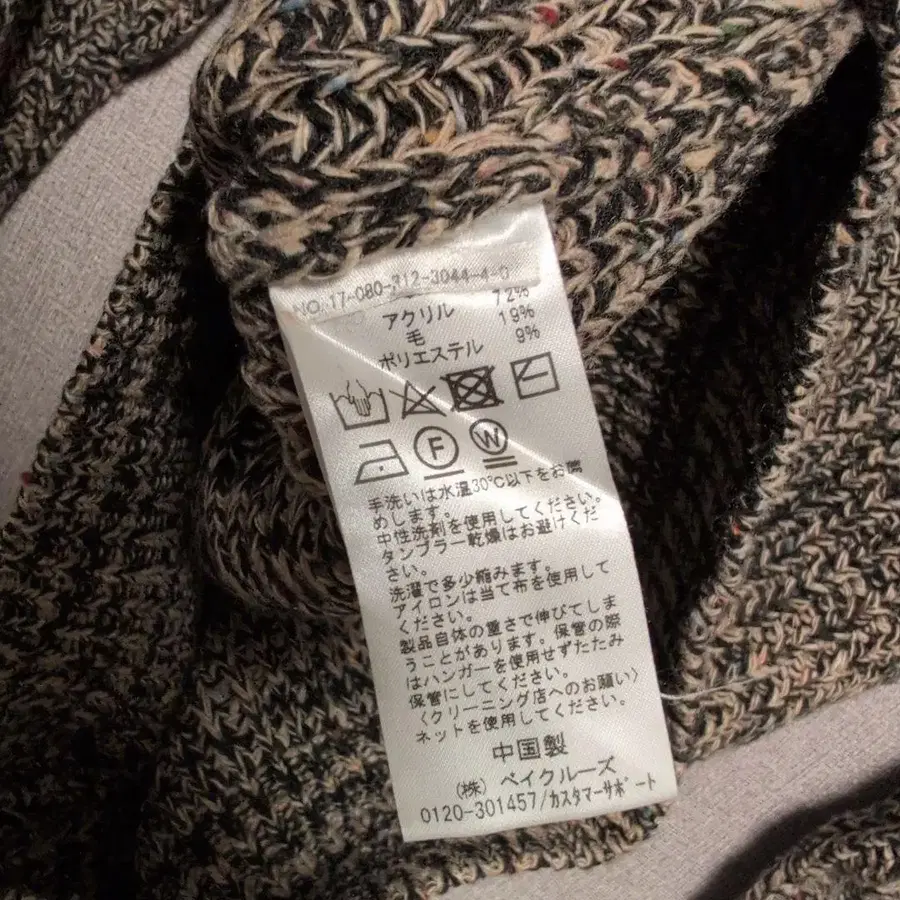 NO. 17-080-312-3044-4-0
72%
アクリル 19%
毛 9%
ポリエステル
F W
手洗いは水温30℃以下をお薦
めします。
中性洗剤を使用してください。
タンブラー乾燥はお避けくだ
さい。
洗濯で多少縮みます。
アイロンは当て布を使用して
ください。
製品自体の重さで伸びてしま
うことがあります。保管の際
はハンガーを使用せずたたみ
保管にしてください。
〈クリーニング店へのお願い〉
ネットを使用してください。
中国製
(株) ベイクルーズ
0120-301457/カスタマーサポート